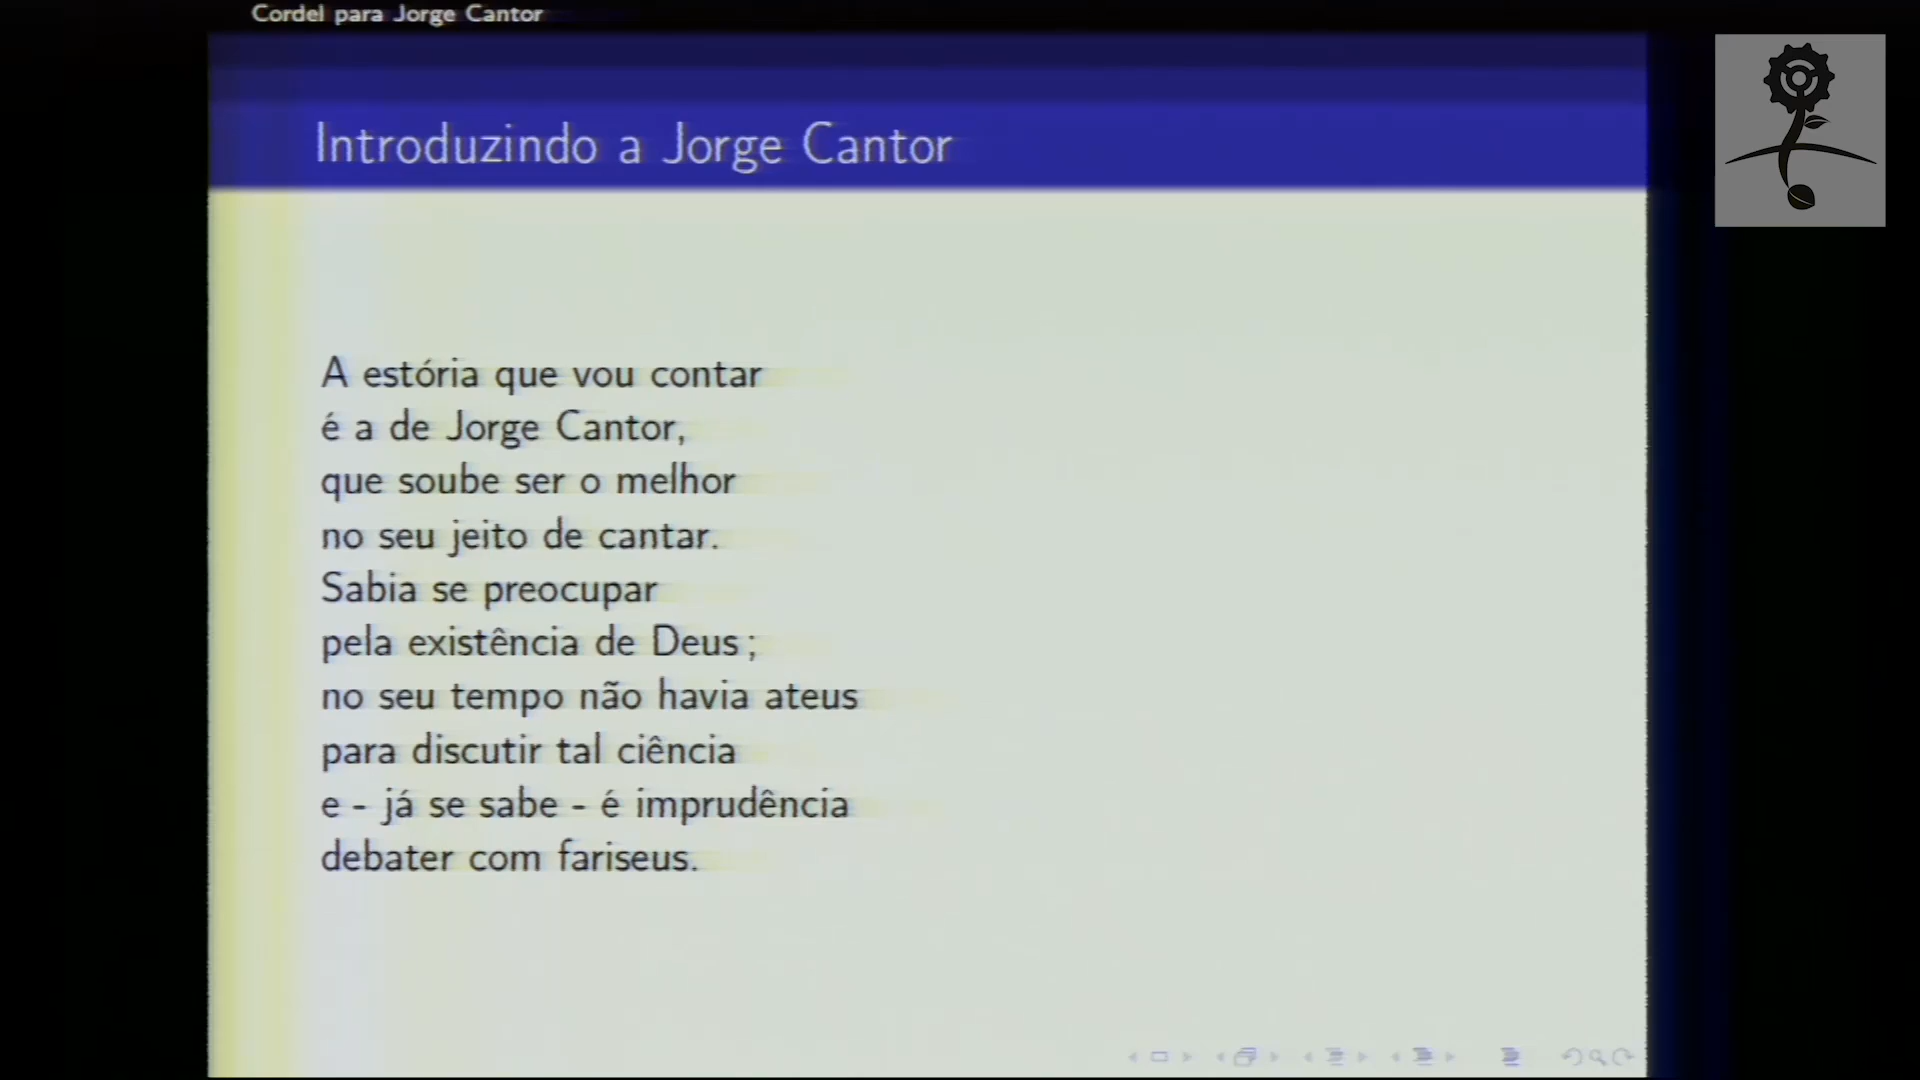 Cordel para Jorge Cantor
Introduzindo a Jorge Cantor
A estória que vou contar
é a de Jorge Cantor,
que soube ser o melhor
no seu jeito de cantar.
Sabia se preocupar
pela existência de Deus ;
no seu tempo não havia ateus
para discutir tal ciência
e - já se sabe - é imprudência
debater com fariseus.